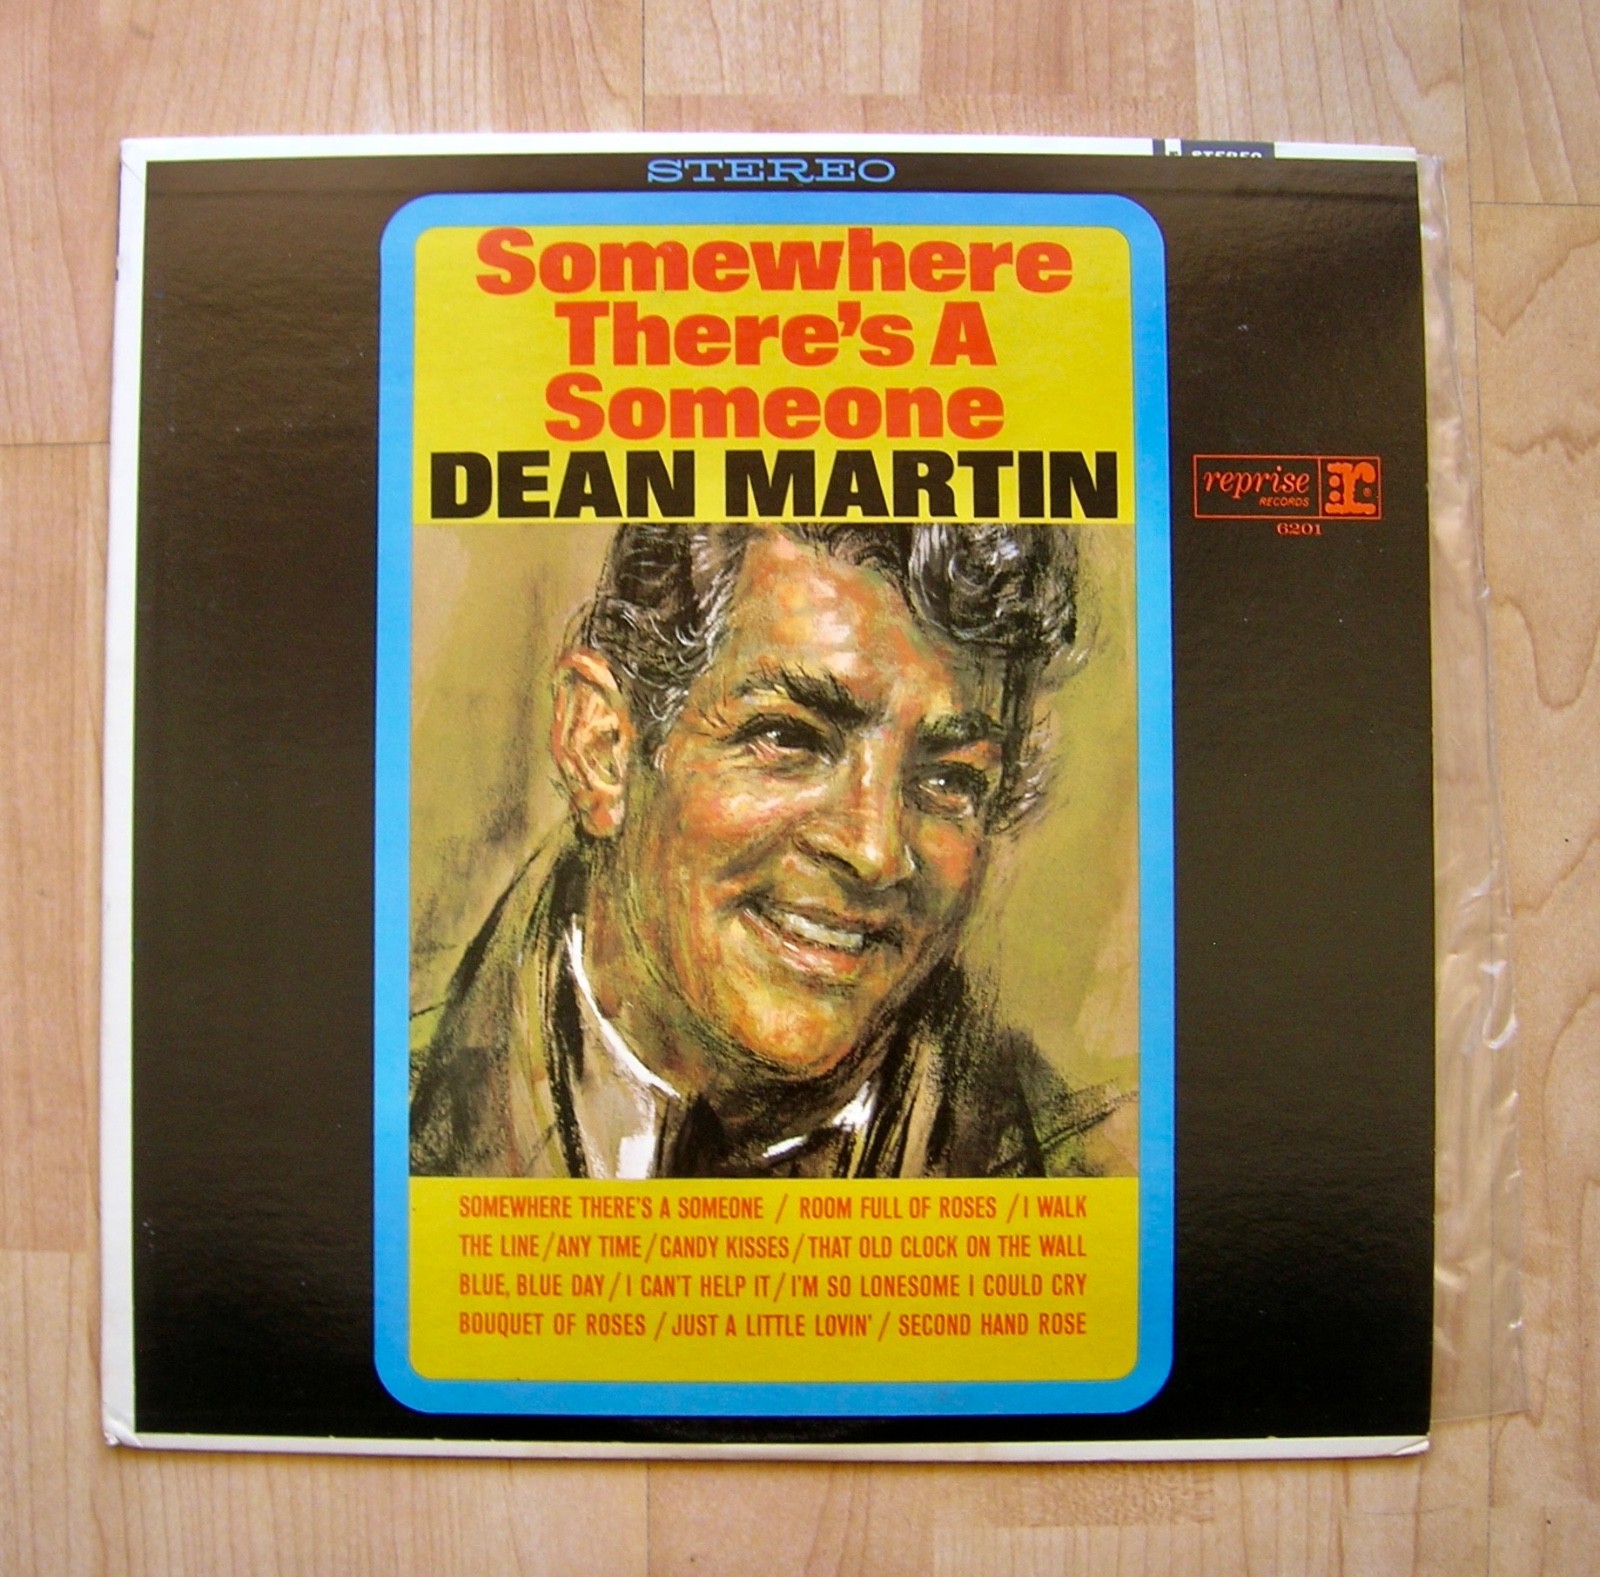 STEREO
STEREO
Somewhere
There's A
Someone
DEAN MARTIN
reprise r
RECORDS
6201
SOMEWHERE THERE'S A SOMEONE / ROOM FULL OF ROSES / I WALK
THE LINE / ANY TIME / CANDY KISSES / THAT OLD CLOCK ON THE WALL
BLUE, BLUE DAY / I CAN'T HELP IT / I'M SO LONESOME I COULD CRY
BOUQUET OF ROSES / JUST A LITTLE LOVIN' / SECOND HAND ROSE